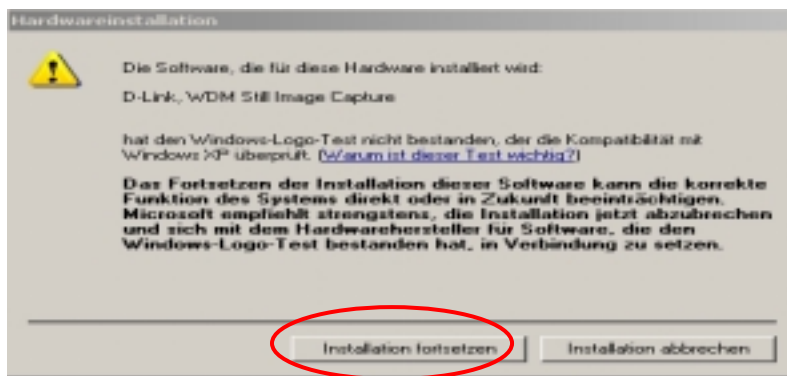 Hardwareinstallation
Die Software, die für diese Hardware installiert wird:
D-Link, WDM Still Image Capture
hat den Windows-Logo-Test nicht bestanden, der die Kompatibilität mit
Windows XP überprüft. (Warum ist dieser Test wichtig?)
Das Fortsetzen der Installation dieser Software kann die korrekte
Funktion des Systems direkt oder in Zukunft beeinträchtigen.
Microsoft empfiehlt strengstens, die Installation jetzt abzubrechen
und sich mit dem Hardwarehersteller für Software, die den
Windows-Logo-Test bestanden hat, in Verbindung zu setzen.
Installation fortsetzen
Installation abbrechen